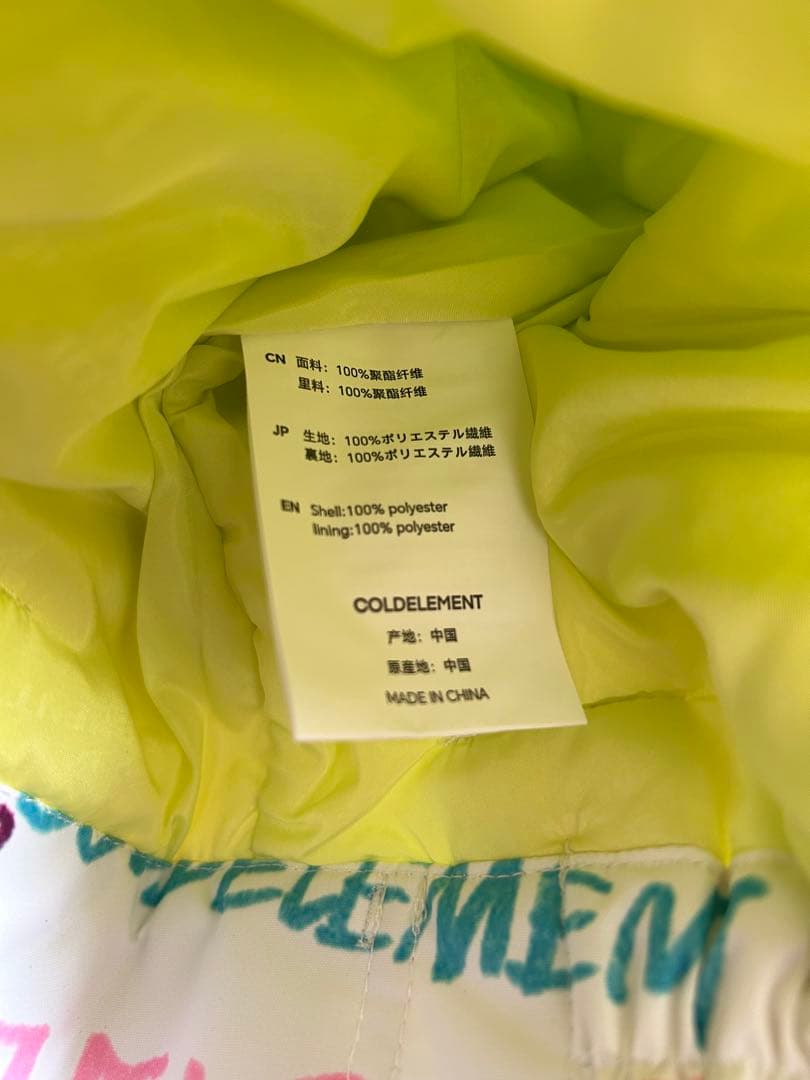 CN 面料：100%聚酯纤维
里料：100%聚酯纤维
JP 生地：100%ポリエステル繊維
裏地：100%ポリエステル繊維
EN Shell:100% polyester
lining:100% polyester
COLDELEMENT
产地：中国
原産地：中国
MADE IN CHINA
ELEMEN